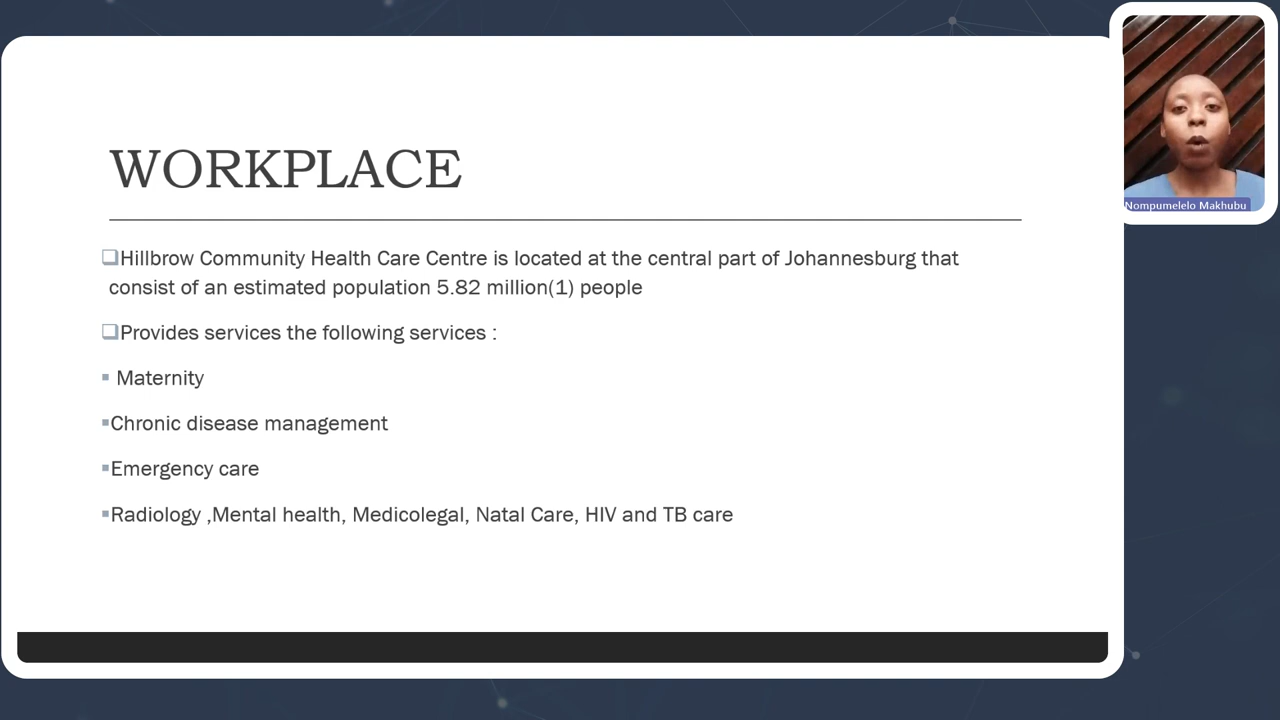 WORKPLACE
Hillbrow Community Health Care Centre is located at the central part of Johannesburg that
consist of an estimated population 5.82 million(1) people
Provides services the following services :
Maternity
Chronic disease management
Emergency care
Radiology ,Mental health, Medicolegal, Natal Care, HIV and TB care
Nompumelelo Makhubu